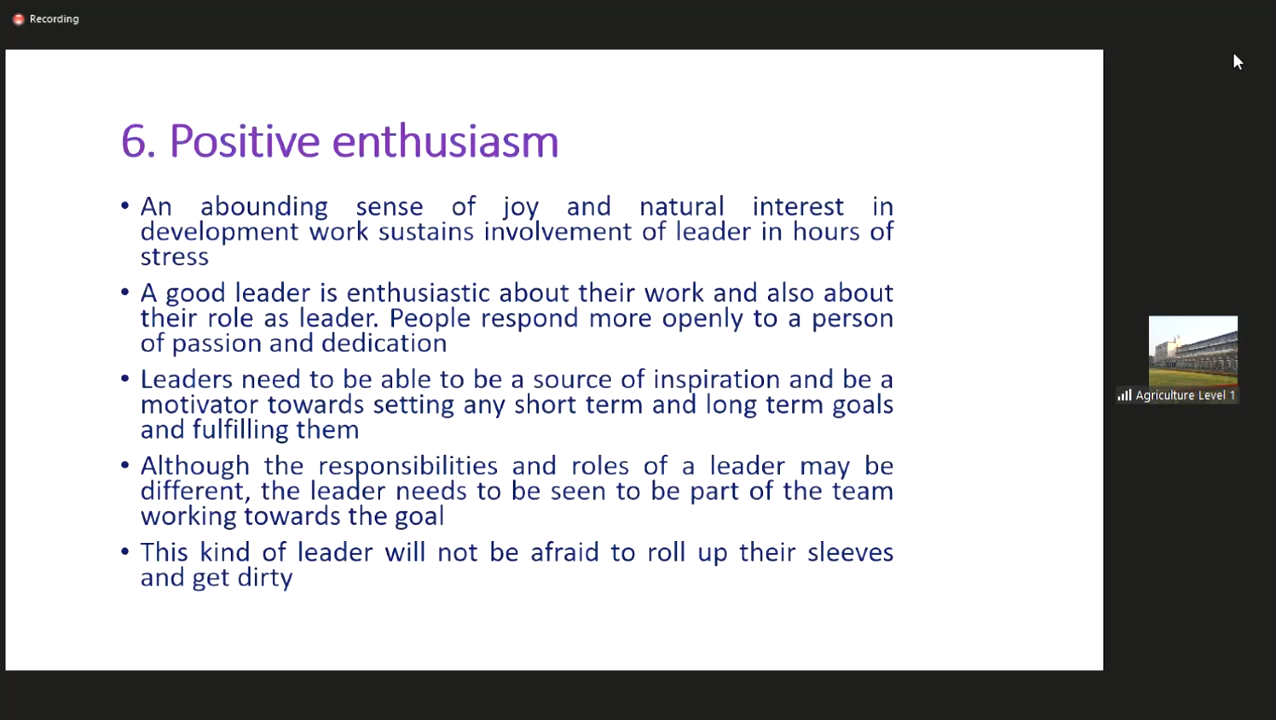 Recording
6. Positive enthusiasm
• An abounding sense of joy and natural interest in
development work sustains involvement of leader in hours of
stress
• A good leader is enthusiastic about their work and also about
their role as leader. People respond more openly to a person
of passion and dedication
• Leaders need to be able to be a source of inspiration and be a
motivator towards setting any short term and long term goals
and fulfilling them
• Although the responsibilities and roles of a leader may be
different, the leader needs to be seen to be part of the team
working towards the goal
• This kind of leader will not be afraid to roll up their sleeves
and get dirty
Agriculture Level 1